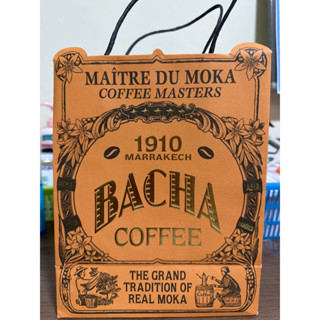 MAÎTRE DU MOKA
COFFEE MASTERS
1910
MARRAKECH
BACHA
COFFEE
THE GRAND
TRADITION OF
REAL MOKA